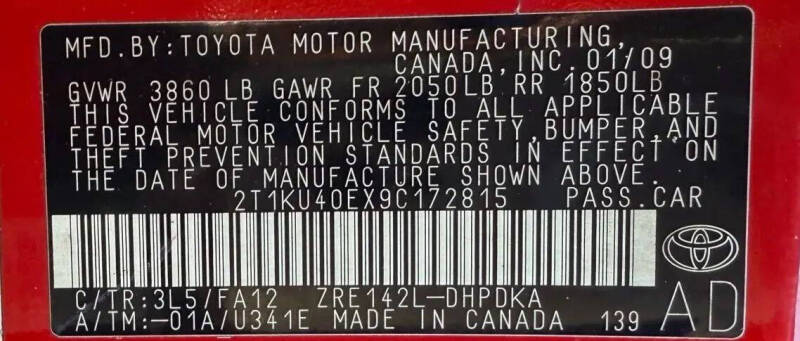 MFD. BY: TOYOTA MOTOR MANUFACTURING,
CANADA, INC. 01/09
GVWR 3860 LB GAWR FR 2050LB RR 1850LB
THIS VEHICLE CONFORMS TO ALL APPLICABLE
FEDERAL MOTOR VEHICLE SAFETY, BUMPER, AND
THEFT PREVENTION STANDARDS IN EFFECT ON
THE DATE OF MANUFACTURE SHOWN ABOVE.
2T1KU40EX9C172815 PASS. CAR
C/TR: 3L5/FA12 ZRE142L-DHPDKA
A/TM: -01A/U341E MADE IN CANADA 139 AD